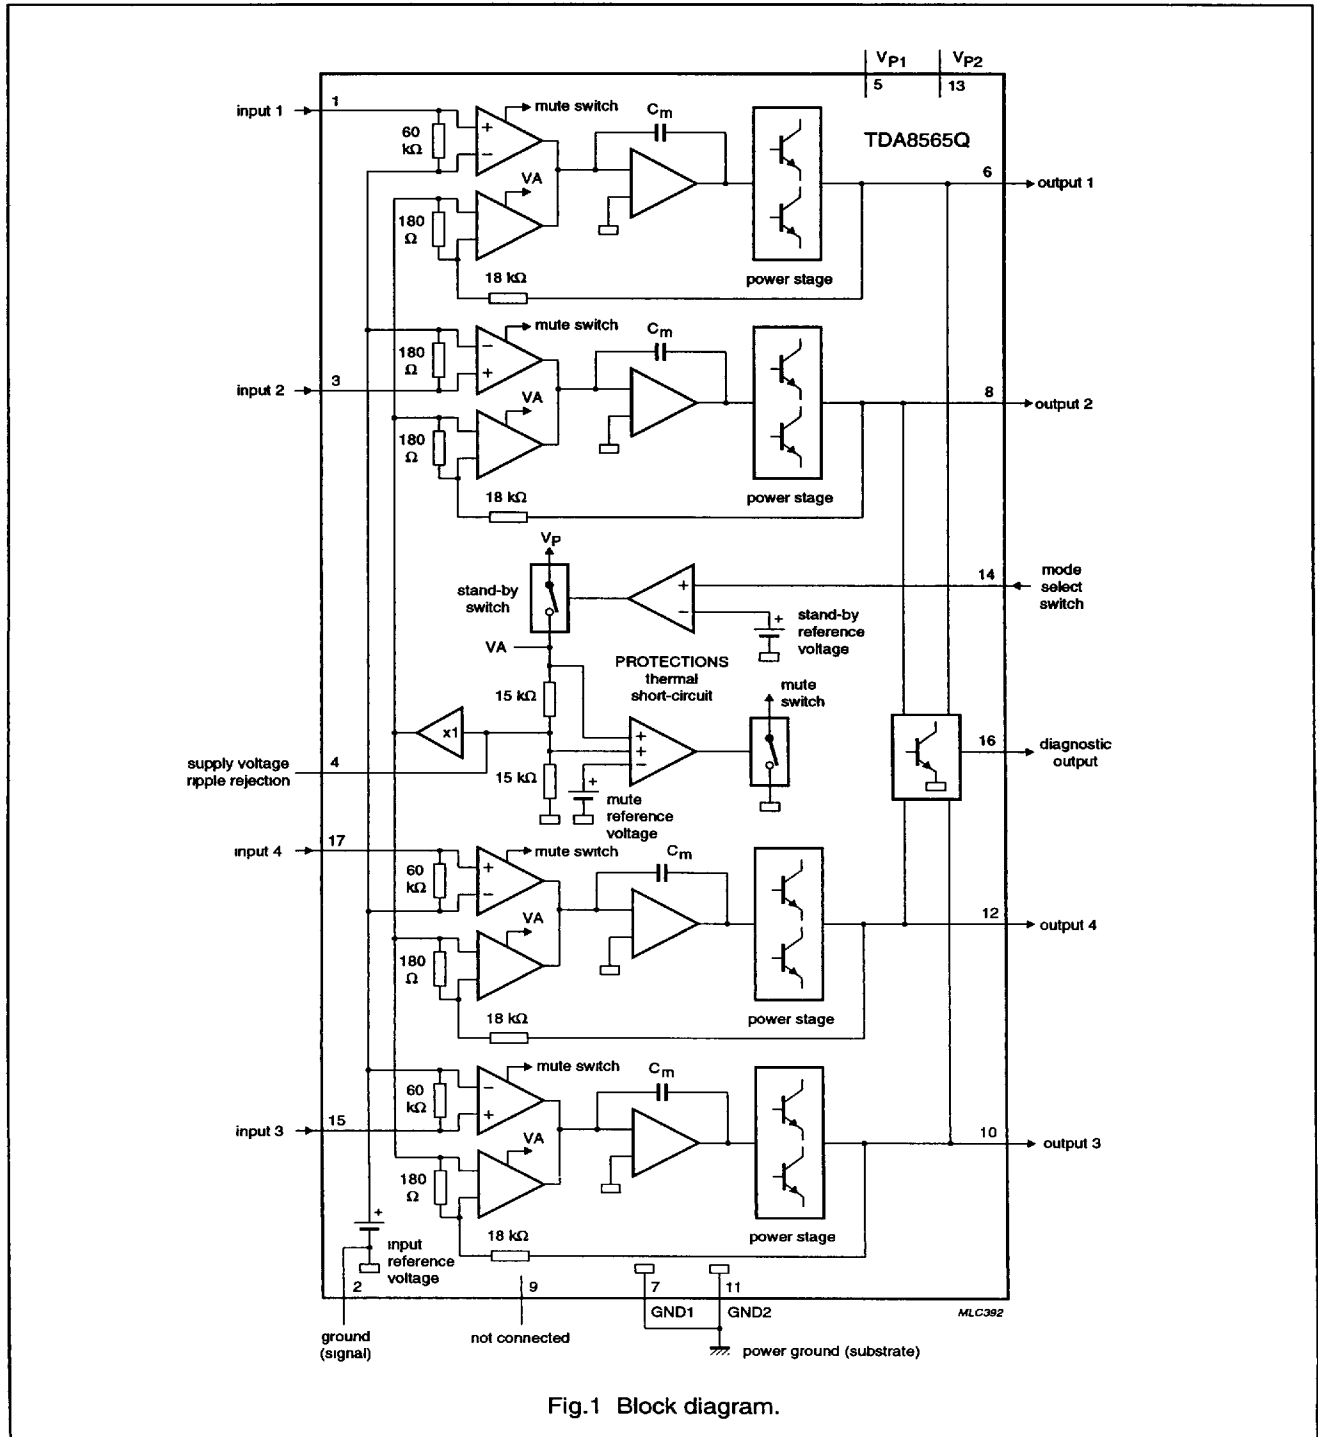 VP1
VP2
5
13
input 1
1
mute switch
Cm
60
kΩ
+
−
TDA8565Q
VA
6
output 1
180
Ω
18 kΩ
power stage
mute switch
Cm
180
Ω
−
+
input 2
3
VA
8
output 2
180
Ω
18 kΩ
power stage
VP
stand-by
switch
+
−
14
mode
select
switch
+
stand-by
reference
voltage
VA
PROTECTIONS
thermal
short-circuit
15 kΩ
mute
switch
x1
+
+
−
16
diagnostic
output
supply voltage
ripple rejection
4
15 kΩ
+
mute
reference
voltage
input 4
17
mute switch
Cm
60
kΩ
+
−
VA
12
output 4
180
Ω
18 kΩ
power stage
mute switch
Cm
60
kΩ
−
+
input 3
15
VA
10
output 3
180
Ω
18 kΩ
power stage
+
input
reference
voltage
2
9
7
11
GND1
GND2
MLC392
ground
(signal)
not connected
power ground (substrate)
Fig.1 Block diagram.